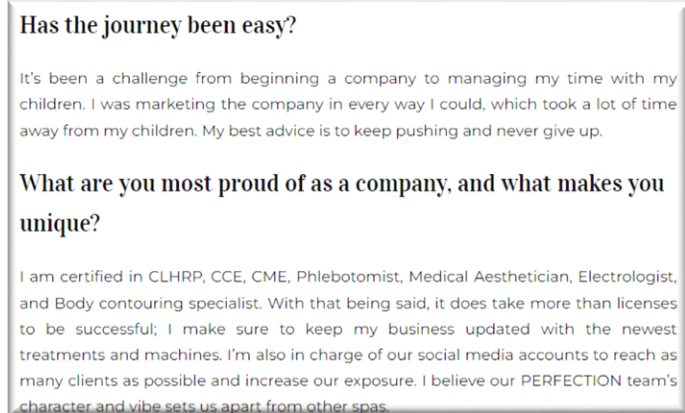 Has the journey been easy?
It's been a challenge from beginning a company to managing my time with my
children. I was marketing the company in every way I could, which took a lot of time
away from my children. My best advice is to keep pushing and never give up.
What are you most proud of as a company, and what makes you
unique?
I am certified in CLHRP, CCE, CME, Phlebotomist, Medical Aesthetician, Electrologist,
and Body contouring specialist. With that being said, it does take more than licenses
to be successful; I make sure to keep my business updated with the newest
treatments and machines. I'm also in charge of our social media accounts to reach as
many clients as possible and increase our exposure. I believe our PERFECTION team's
character and vibe sets us apart from other spas.